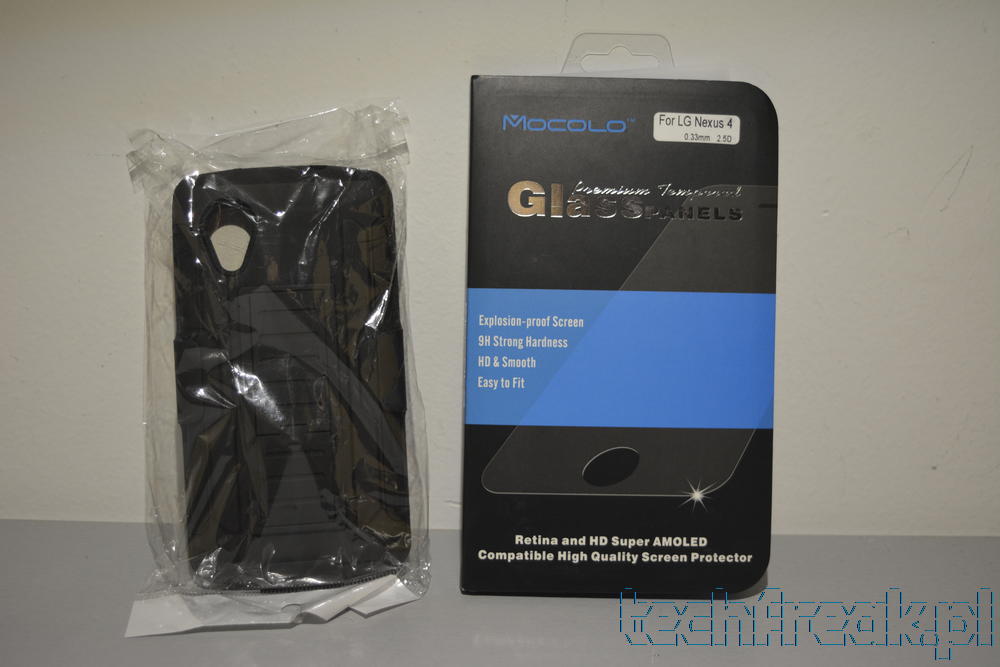 MOCOLO™
For LG Nexus 4
0.33mm 2.5D
Premium Temperal
Glass PANELS
Explosion-proof Screen
9H Strong Hardness
HD & Smooth
Easy to Fit
Retina and HD Super AMOLED
Compatible High Quality Screen Protector
techfreak.pl